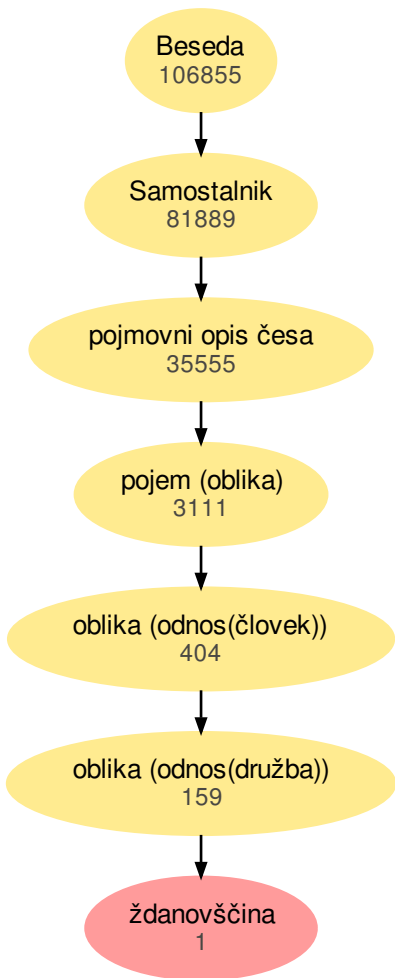 Beseda
106855
Samostalnik
81889
pojmovni opis česa
35555
pojem (oblika)
3111
oblika (odnos(človek))
404
oblika (odnos(družba))
159
ždanovščina
1